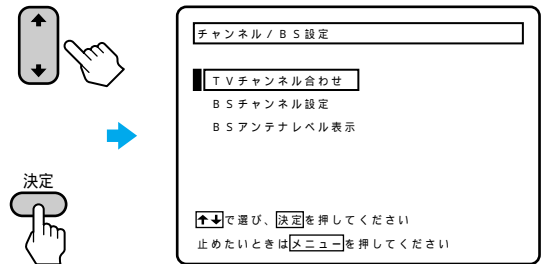 決定
チャンネル/BS設定
TVチャンネル合わせ
BSチャンネル設定
BSアンテナレベル表示
↑↓で選び、決定を押してください
止めたいときはメニューを押してください